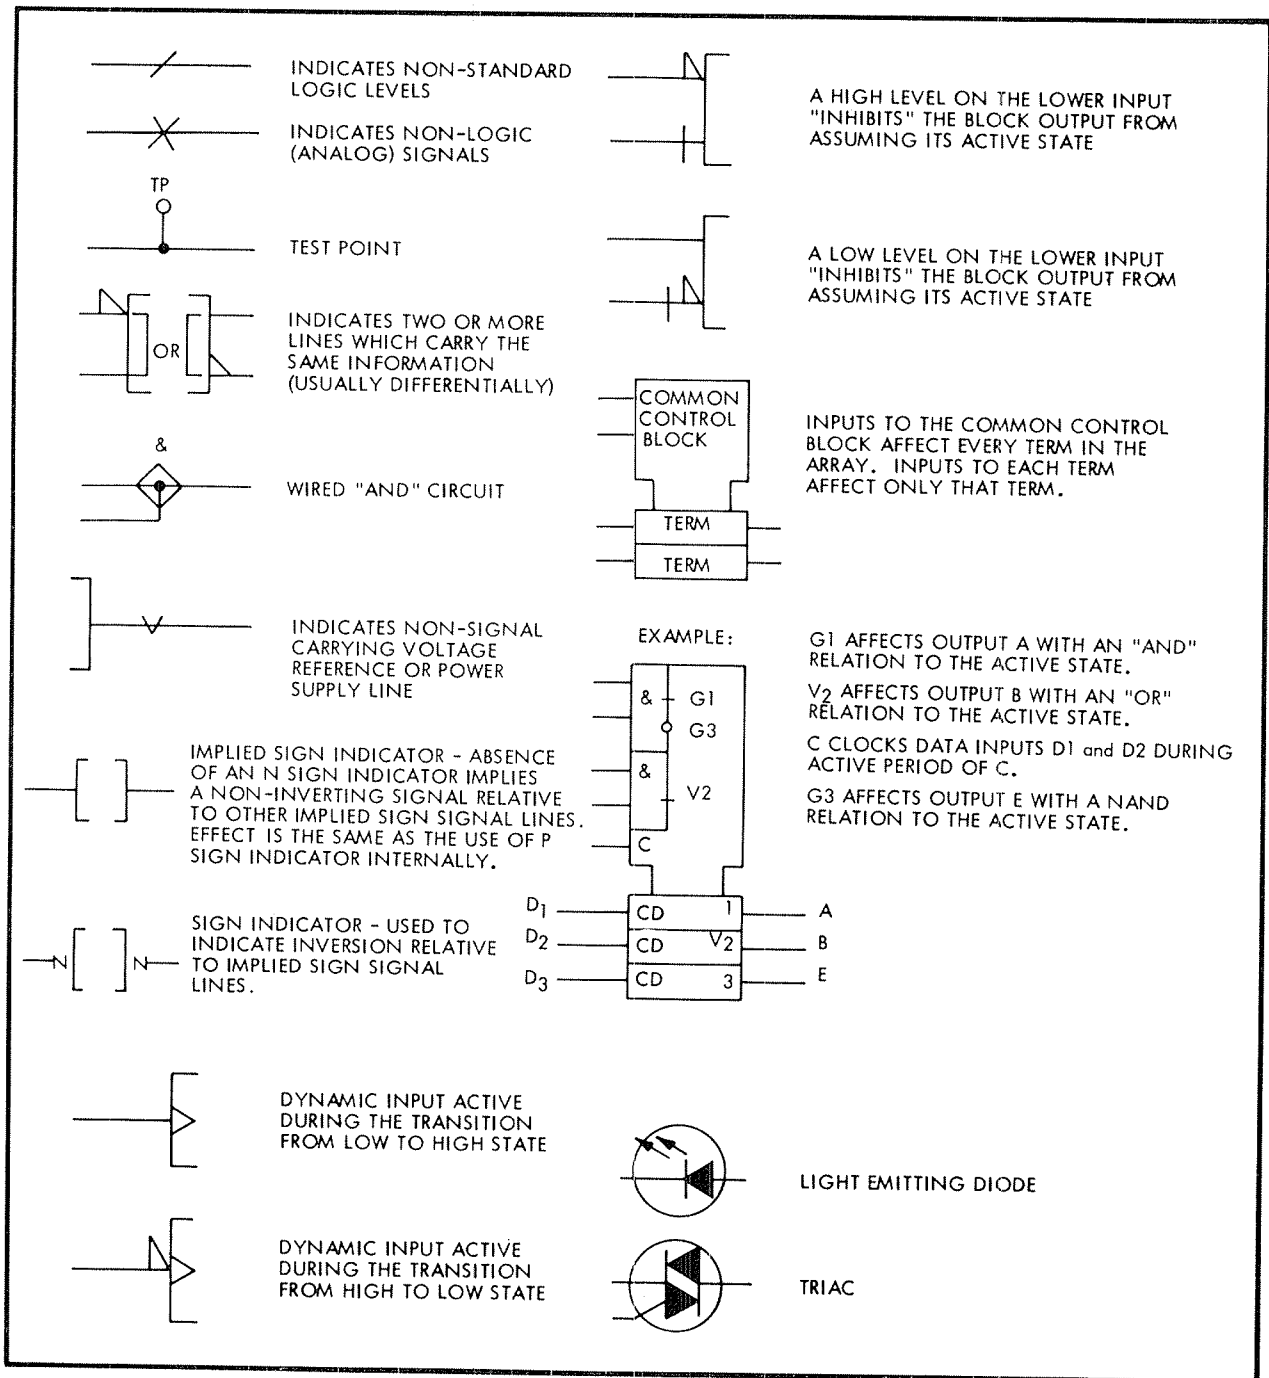 INDICATES NON-STANDARD
LOGIC LEVELS
INDICATES NON-LOGIC
(ANALOG) SIGNALS
TP
TEST POINT
OR
INDICATES TWO OR MORE
LINES WHICH CARRY THE
SAME INFORMATION
(USUALLY DIFFERENTIALLY)
&
WIRED "AND" CIRCUIT
INDICATES NON-SIGNAL
CARRYING VOLTAGE
REFERENCE OR POWER
SUPPLY LINE
IMPLIED SIGN INDICATOR - ABSENCE
OF AN N SIGN INDICATOR IMPLIES
A NON-INVERTING SIGNAL RELATIVE
TO OTHER IMPLIED SIGN SIGNAL LINES.
EFFECT IS THE SAME AS THE USE OF P
SIGN INDICATOR INTERNALLY.
N N
SIGN INDICATOR - USED TO
INDICATE INVERSION RELATIVE
TO IMPLIED SIGN SIGNAL
LINES.
DYNAMIC INPUT ACTIVE
DURING THE TRANSITION
FROM LOW TO HIGH STATE
DYNAMIC INPUT ACTIVE
DURING THE TRANSITION
FROM HIGH TO LOW STATE
A HIGH LEVEL ON THE LOWER INPUT
"INHIBITS" THE BLOCK OUTPUT FROM
ASSUMING ITS ACTIVE STATE
A LOW LEVEL ON THE LOWER INPUT
"INHIBITS" THE BLOCK OUTPUT FROM
ASSUMING ITS ACTIVE STATE
COMMON
CONTROL
BLOCK
TERM
TERM
INPUTS TO THE COMMON CONTROL
BLOCK AFFECT EVERY TERM IN THE
ARRAY. INPUTS TO EACH TERM
AFFECT ONLY THAT TERM.
EXAMPLE:
& G1
G3
&
V2
C
D1 CD 1 A
D2 CD V2 B
D3 CD 3 E
G1 AFFECTS OUTPUT A WITH AN "AND"
RELATION TO THE ACTIVE STATE.
V2 AFFECTS OUTPUT B WITH AN "OR"
RELATION TO THE ACTIVE STATE.
C CLOCKS DATA INPUTS D1 and D2 DURING
ACTIVE PERIOD OF C.
G3 AFFECTS OUTPUT E WITH A NAND
RELATION TO THE ACTIVE STATE.
LIGHT EMITTING DIODE
TRIAC